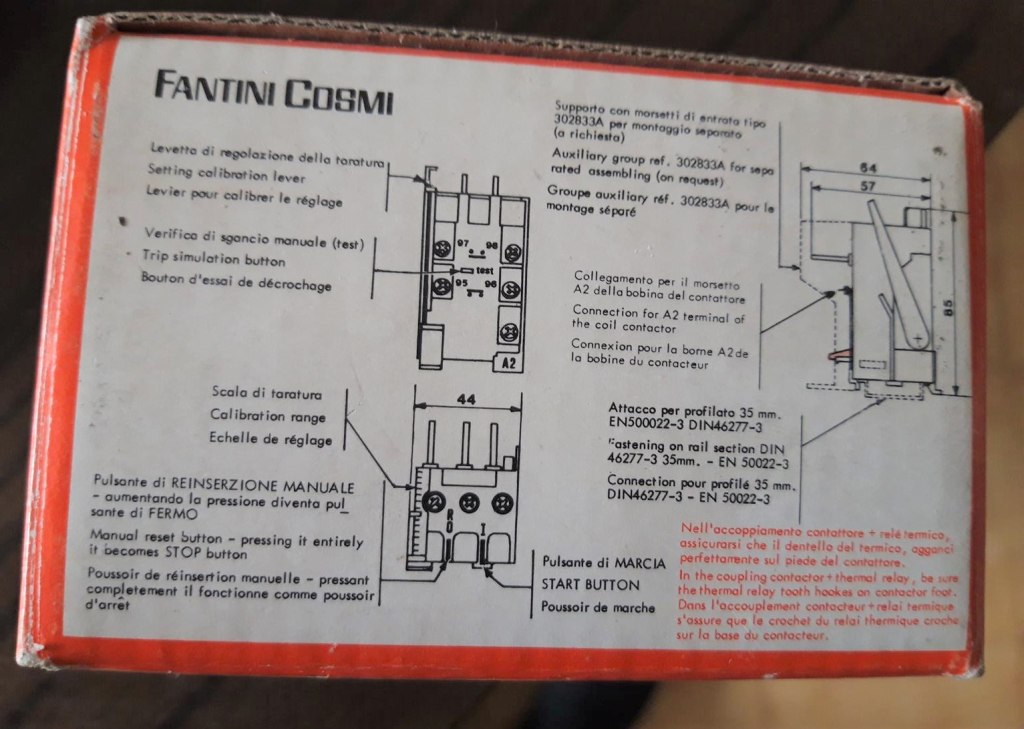 FANTINI COSMI
Levetta di regolazione della taratura
Setting calibration lever
Levier pour calibrer le réglage
Verifica di sgancio manuale (test)
Trip simulation button
Bouton d'essai de décrochage
97 98
test
95 96
A2
Supporto con morsetti di entrata tipo
302833A per montaggio separato
(a richiesta)
Auxiliary group ref. 302833A for sepa
rated assembling (on request)
Groupe auxiliary réf. 302833A pour le
montage séparé
64
57
85
Collegamento per il morsetto
A2 della bobina del contattore
Connection for A2 terminal of
the coil contactor
Connexion pour la borne A2 de
la bobine du contacteur
Scala di taratura
Calibration range
Echelle de réglage
44
R
O
I
Pulsante di REINSERZIONE MANUALE
- aumentando la pressione diventa pul_
sante di FERMO
Manual reset button - pressing it entirely
it becomes STOP button
Poussoir de réinsertion manuelle - pressant
completement il fonctionne comme poussoir
d'arret
Pulsante di MARCIA
START BUTTON
Poussoir de marche
Attacco per profilato 35 mm.
EN500022-3 DIN46277-3
Fastening on rail section DIN
46277-3 35mm. - EN 50022-3
Connection pour profilé 35 mm.
DIN46277-3 - EN 50022-3
Nell'accoppiamento contattore + relè termico,
assicurarsi che il dentello del termico, agganci
perfettamente sul piede del contattore.
In the coupling contactor + thermal relay, be sure
the thermal relay tooth hookes on contactor foot.
Dans l'accouplement contacteur + relai termique
s'assure que le crochet du relai thermique croche
sur la base du contacteur.